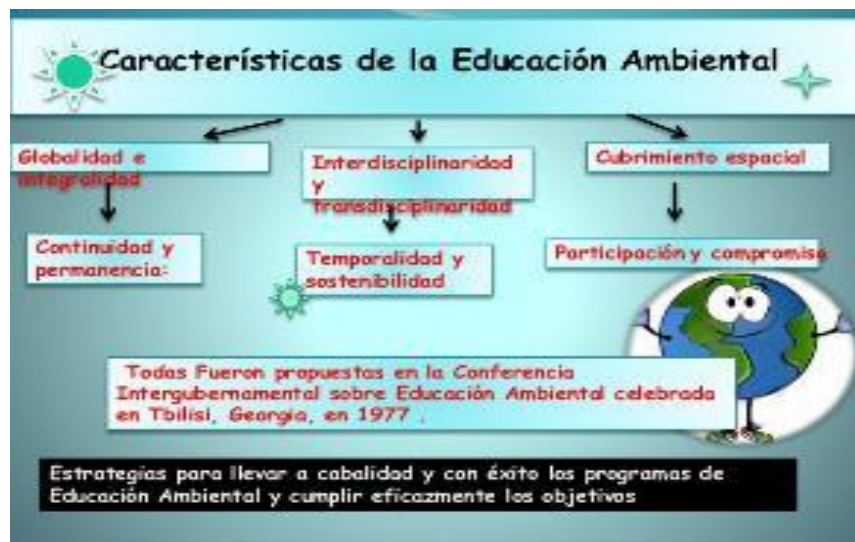 Características de la Educación Ambiental
Globalidad e
integralidad
Interdisciplinaridad
y
transdisciplinaridad
Cubrimiento espacial
Continuidad y
permanencia:
Temporalidad y
sostenibilidad
Participación y compromiso
Todas Fueron propuestas en la Conferencia
Intergubernamental sobre Educación Ambiental celebrada
en Tbilisi, Georgia, en 1977 .
Estrategias para llevar a cabalidad y con éxito los programas de
Educación Ambiental y cumplir eficazmente los objetivos